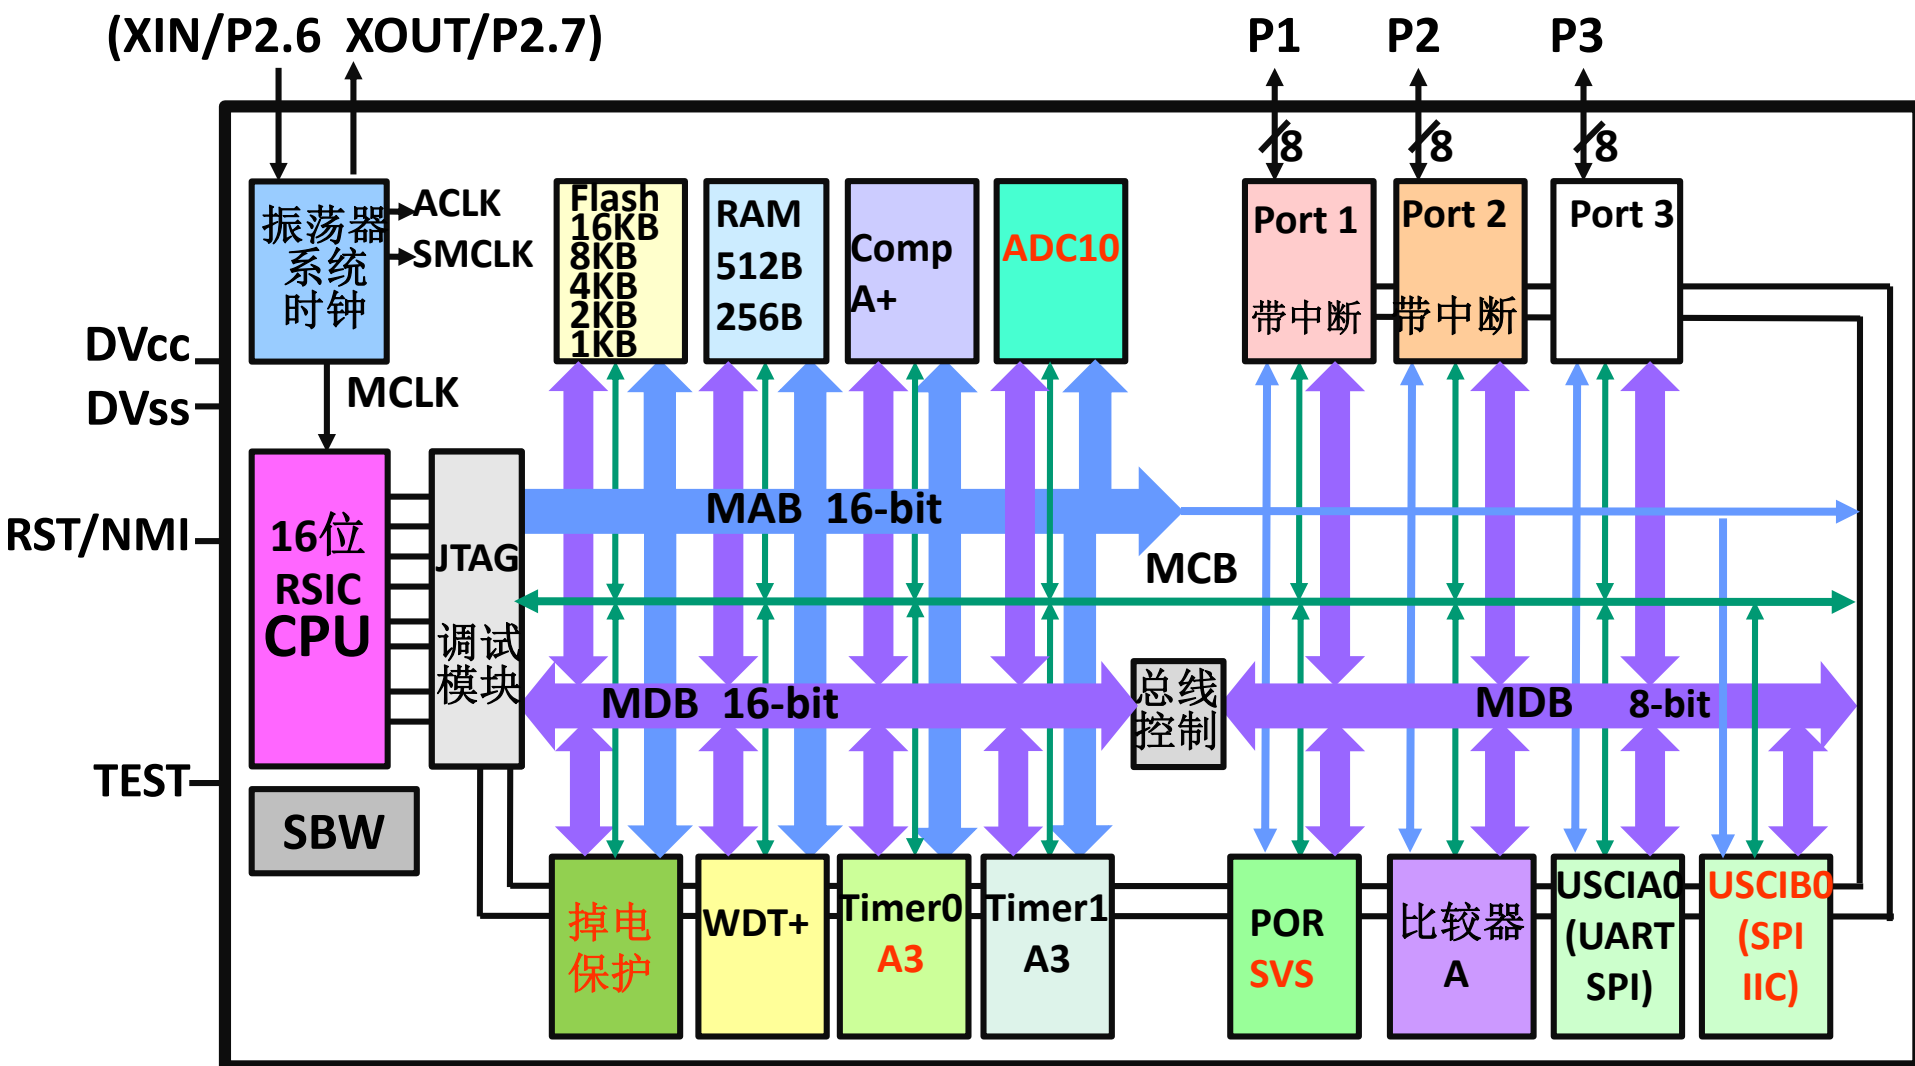 (XIN/P2.6 XOUT/P2.7)
P1
P2
P3
8
8
8
振荡器
系统
时钟
ACLK
SMCLK
Flash
16KB
8KB
4KB
2KB
1KB
RAM
512B
256B
Comp
A+
ADC10
Port 1
带中断
Port 2
带中断
Port 3
DVcc
DVss
MCLK
RST/NMI
TEST
16位
RSIC
CPU
JTAG
调试
模块
MAB 16-bit
MCB
MDB 16-bit
总线
控制
MDB 8-bit
SBW
掉电
保护
WDT+
Timer0
A3
Timer1
A3
POR
SVS
比较器
A
USCIA0
(UART
SPI)
USCIB0
(SPI
IIC)